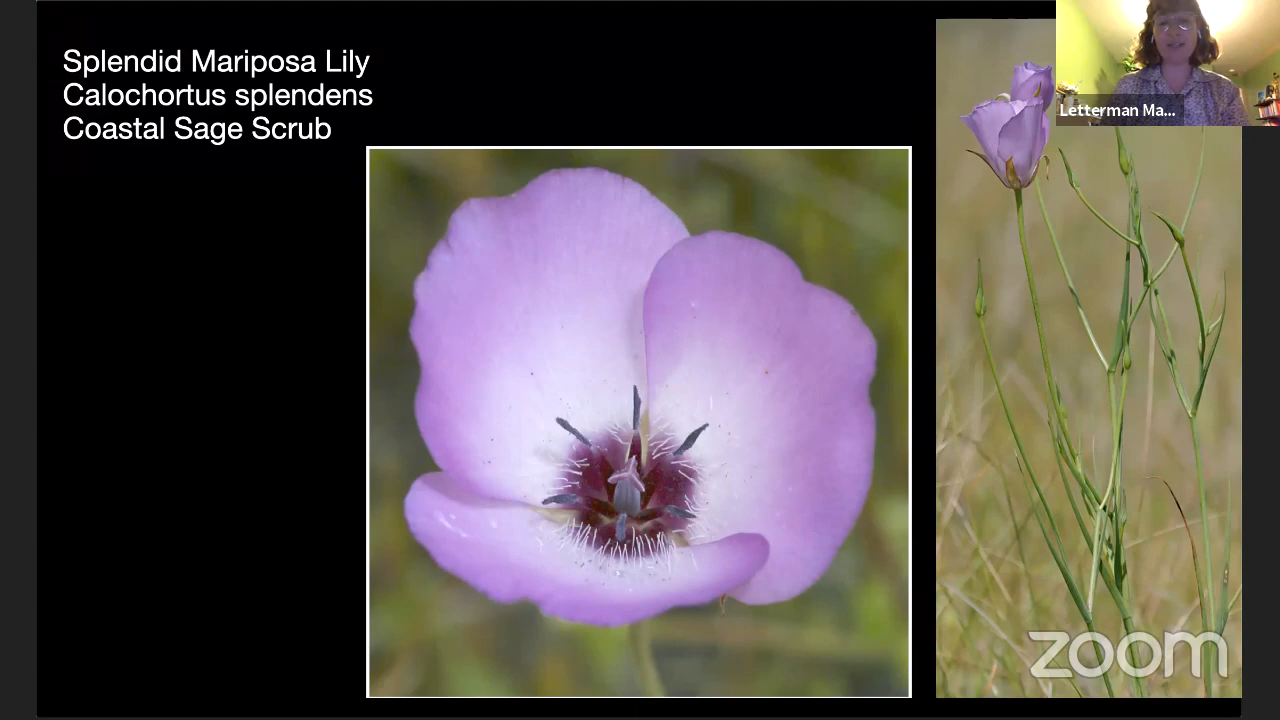 Splendid Mariposa Lily
Calochortus splendens
Coastal Sage Scrub
Letterman Ma...
zoom